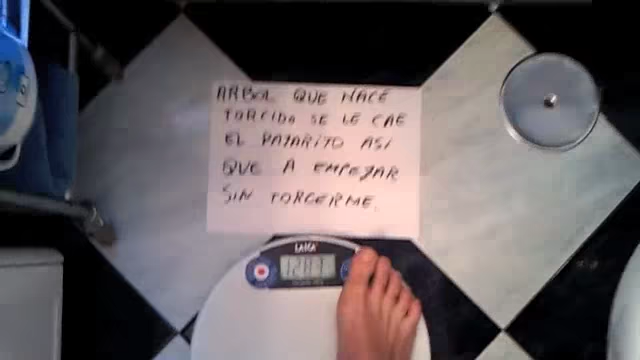 ARBOL QUE NACE
TORCIDO SE LE CAE
EL PAJARITO ASI
QUE A EMPEZAR
SIN TORCERME.
LAICA